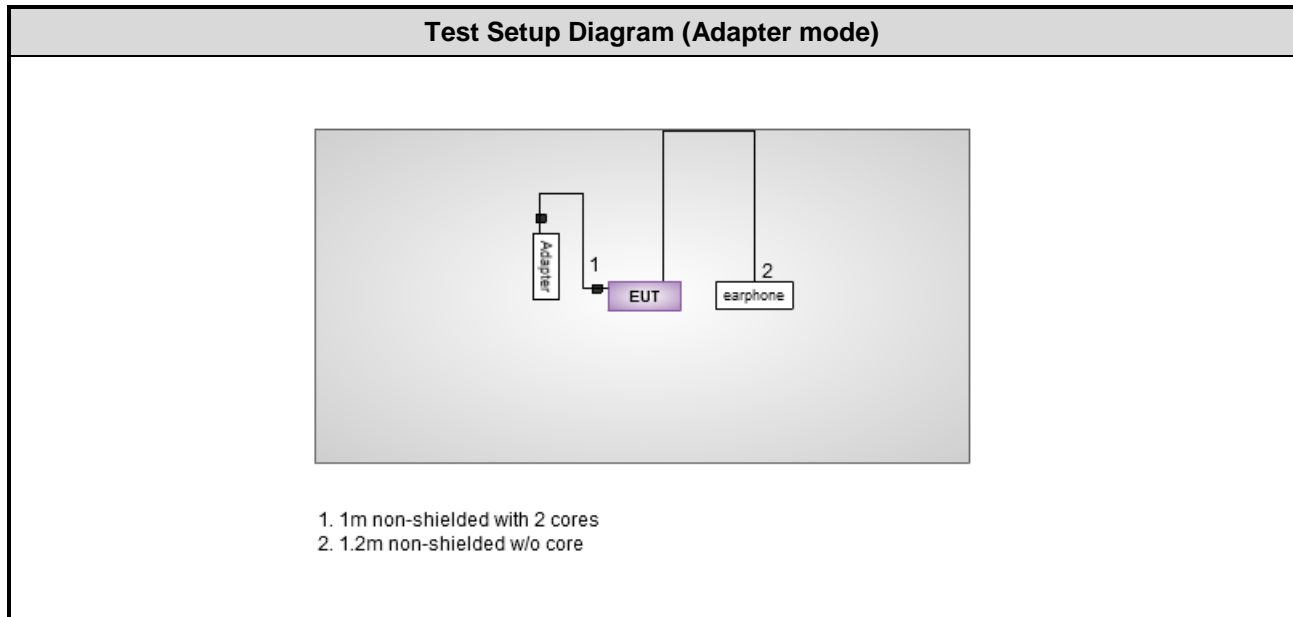 Test Setup Diagram (Adapter mode)
Adapter
1
EUT
2
earphone
1. 1m non-shielded with 2 cores
2. 1.2m non-shielded w/o core